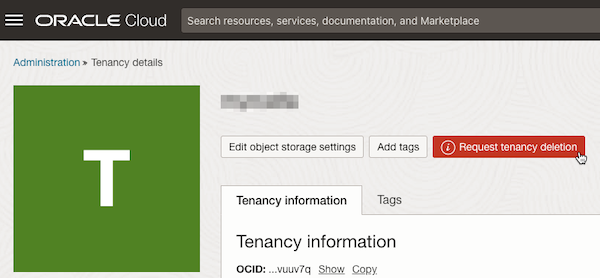 ORACLE Cloud
Search resources, services, documentation, and Marketplace
Administration » Tenancy details
T
Edit object storage settings
Add tags
Request tenancy deletion
Tenancy information
Tags
Tenancy information
OCID: ...vuuv7q Show Copy